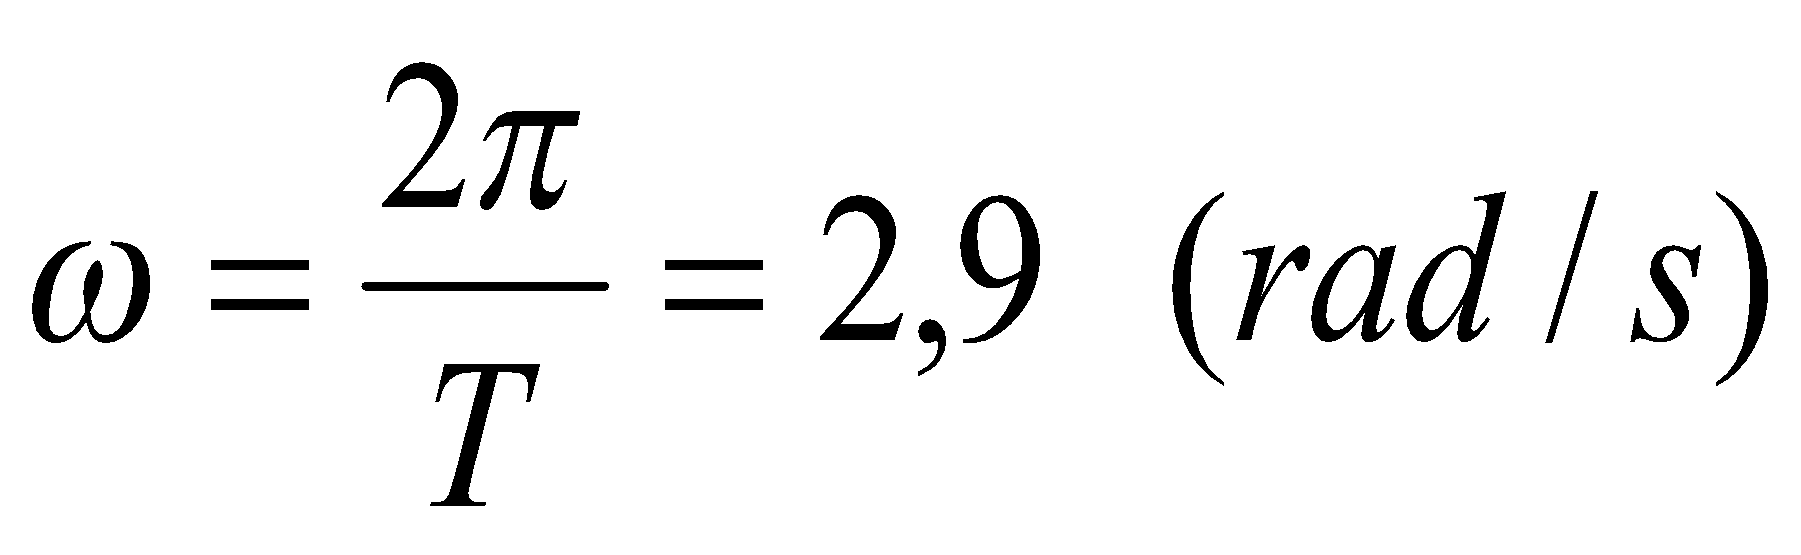 ω = 2π/T = 2,9 (rad / s)